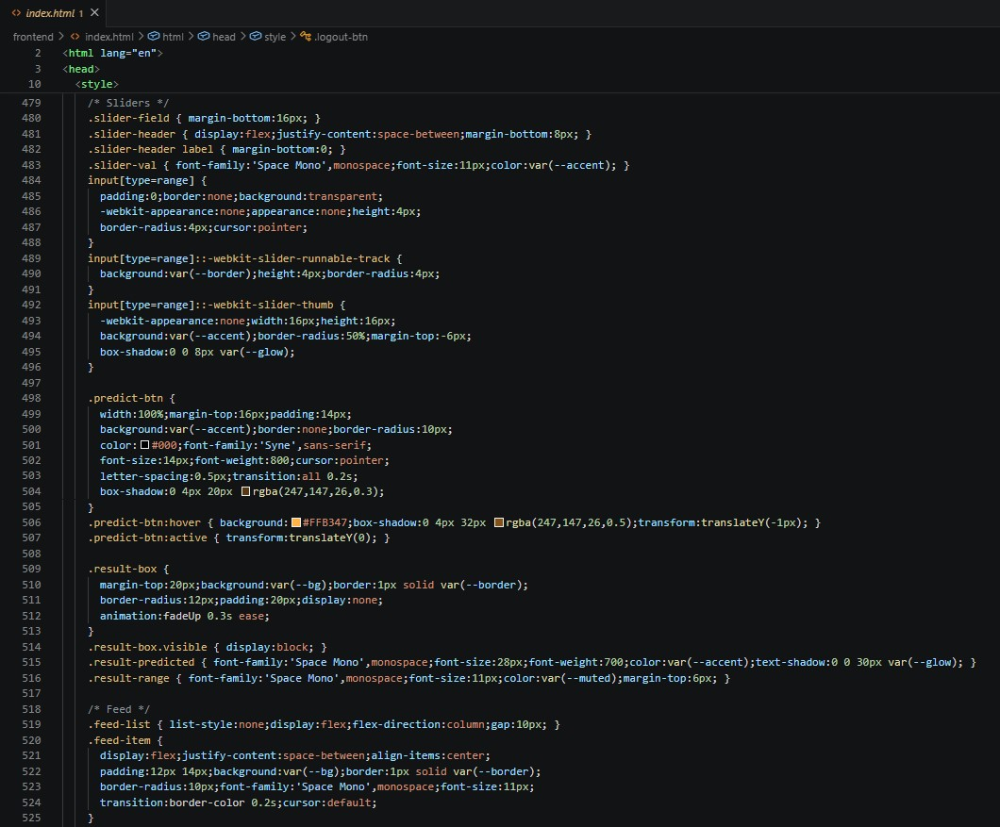 index.html 1
frontend > index.html > html > head > style > .logout-btn
2 <html lang="en">
3 <head>
10 <style>
479 /* Sliders */
480 .slider-field { margin-bottom:16px; }
481 .slider-header { display:flex;justify-content:space-between;margin-bottom:8px; }
482 .slider-header label { margin-bottom:0; }
483 .slider-val { font-family:'Space Mono',monospace;font-size:11px;color:var(--accent); }
484 input[type=range] {
485 padding:0;border:none;background:transparent;
486 -webkit-appearance:none;appearance:none;height:4px;
487 border-radius:4px;cursor:pointer;
488 }
489 input[type=range]::-webkit-slider-runnable-track {
490 background:var(--border);height:4px;border-radius:4px;
491 }
492 input[type=range]::-webkit-slider-thumb {
493 -webkit-appearance:none;width:16px;height:16px;
494 background:var(--accent);border-radius:50%;margin-top:-6px;
495 box-shadow:0 0 8px var(--glow);
496 }
497
498 .predict-btn {
499 width:100%;margin-top:16px;padding:14px;
500 background:var(--accent);border:none;border-radius:10px;
501 color:#000;font-family:'Syne',sans-serif;
502 font-size:14px;font-weight:800;cursor:pointer;
503 letter-spacing:0.5px;transition:all 0.2s;
504 box-shadow:0 4px 20px rgba(247,147,26,0.3);
505 }
506 .predict-btn:hover { background:#FFB347;box-shadow:0 4px 32px rgba(247,147,26,0.5);transform:translateY(-1px); }
507 .predict-btn:active { transform:translateY(0); }
508
509 .result-box {
510 margin-top:20px;background:var(--bg);border:1px solid var(--border);
511 border-radius:12px;padding:20px;display:none;
512 animation:fadeUp 0.3s ease;
513 }
514 .result-box.visible { display:block; }
515 .result-predicted { font-family:'Space Mono',monospace;font-size:28px;font-weight:700;color:var(--accent);text-shadow:0 0 30px var(--glow); }
516 .result-range { font-family:'Space Mono',monospace;font-size:11px;color:var(--muted);margin-top:6px; }
517
518 /* Feed */
519 .feed-list { list-style:none;display:flex;flex-direction:column;gap:10px; }
520 .feed-item {
521 display:flex;justify-content:space-between;align-items:center;
522 padding:12px 14px;background:var(--bg);border:1px solid var(--border);
523 border-radius:10px;font-family:'Space Mono',monospace;font-size:11px;
524 transition:border-color 0.2s;cursor:default;
525 }